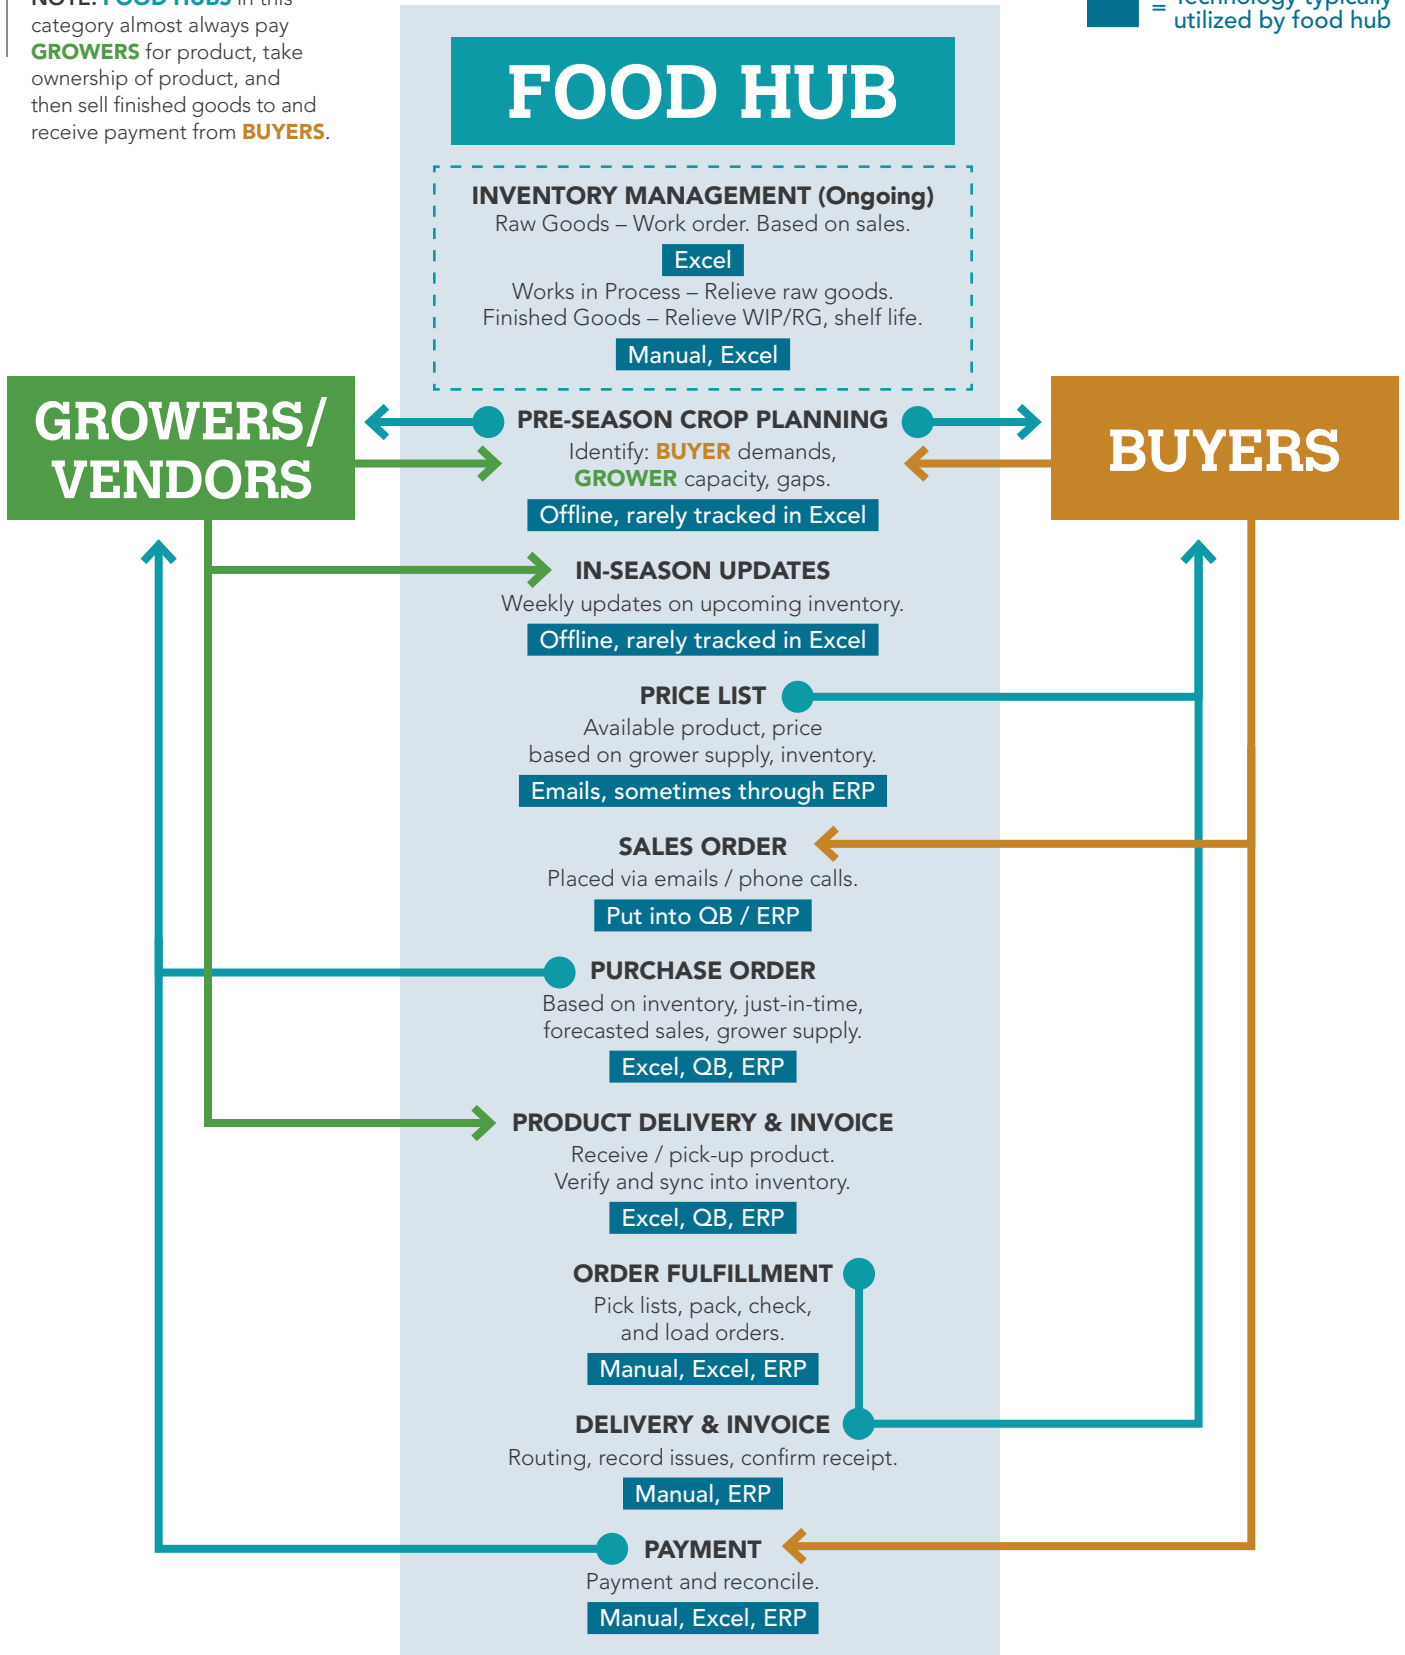 NOTE: FOOD HUBS in this
category almost always pay
GROWERS for product, take
ownership of product, and
then sell finished goods to and
receive payment from BUYERS.
= Technology typically
utilized by food hub
FOOD HUB
INVENTORY MANAGEMENT (Ongoing)
Raw Goods – Work order. Based on sales.
Excel
Works in Process – Relieve raw goods.
Finished Goods – Relieve WIP/RG, shelf life.
Manual, Excel
GROWERS/
VENDORS
BUYERS
PRE-SEASON CROP PLANNING
Identify: BUYER demands,
GROWER capacity, gaps.
Offline, rarely tracked in Excel
IN-SEASON UPDATES
Weekly updates on upcoming inventory.
Offline, rarely tracked in Excel
PRICE LIST
Available product, price
based on grower supply, inventory.
Emails, sometimes through ERP
SALES ORDER
Placed via emails / phone calls.
Put into QB / ERP
PURCHASE ORDER
Based on inventory, just-in-time,
forecasted sales, grower supply.
Excel, QB, ERP
PRODUCT DELIVERY & INVOICE
Receive / pick-up product.
Verify and sync into inventory.
Excel, QB, ERP
ORDER FULFILLMENT
Pick lists, pack, check,
and load orders.
Manual, Excel, ERP
DELIVERY & INVOICE
Routing, record issues, confirm receipt.
Manual, ERP
PAYMENT
Payment and reconcile.
Manual, Excel, ERP